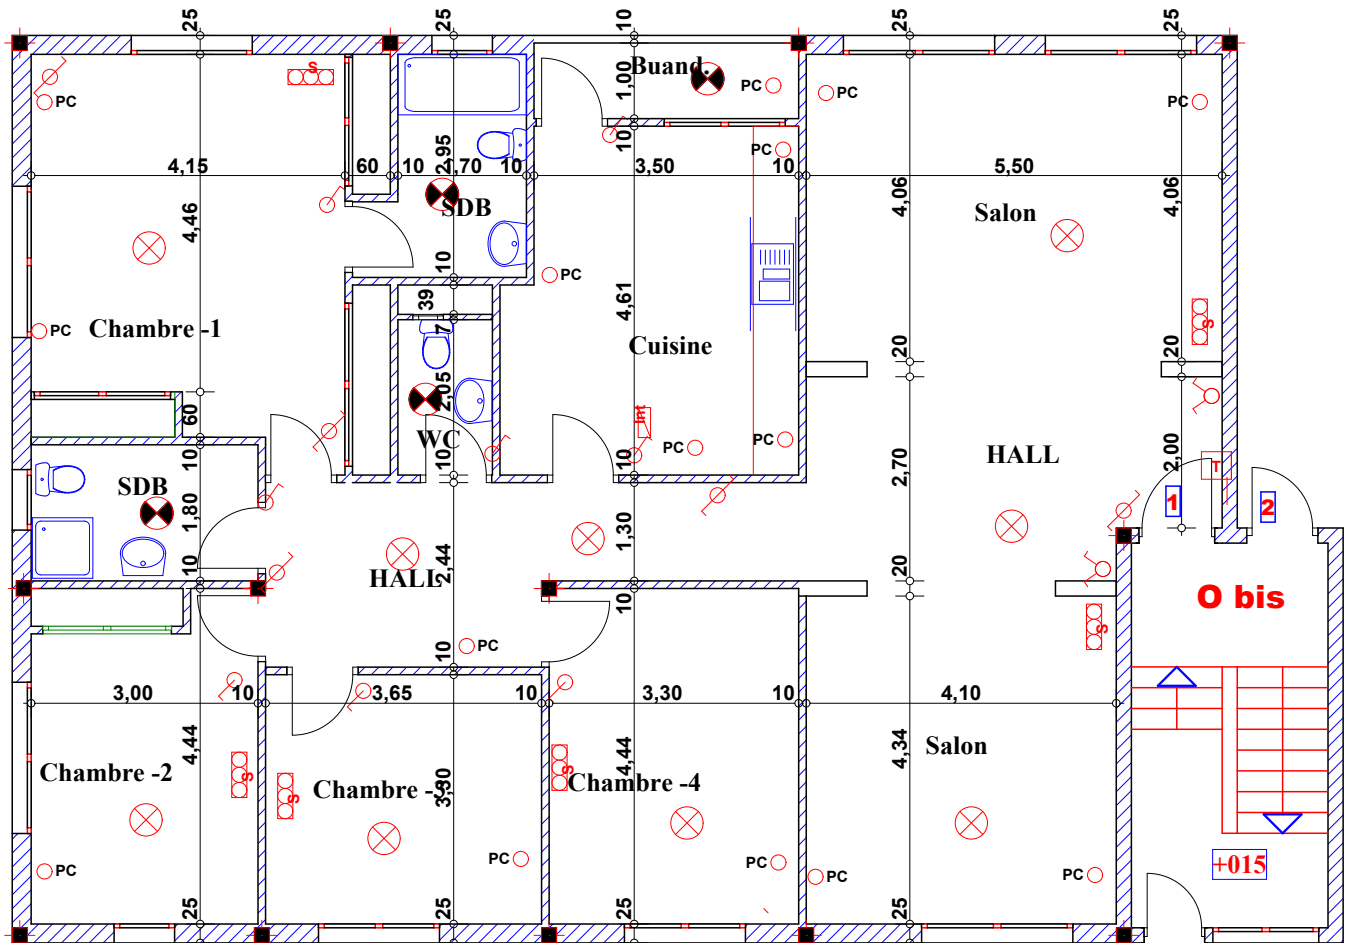 25
25
10
25
25
S
PC
Buand.
1,00
PC
PC
PC
10
PC
4,15
60
10
2,95
2,70
10
3,50
10
5,50
4,46
SDB
4,06
4,06
Salon
10
PC
39
4,61
7
PC
Chambre -1
Cuisine
S
20
20
60
2,05
WC
Int
PC
10
10
10
2,70
HALL
2,00
T
SDB
1,80
1
2
1,30
2,44
10
HALL
20
10
O bis
10
PC
S
3,00
10
3,65
10
3,30
10
4,10
4,44
Chambre -2
S
Chambre -3
3,30
S
S
4,44
Chambre -4
4,34
Salon
PC
PC
PC
PC
PC
+015
25
25
25
25